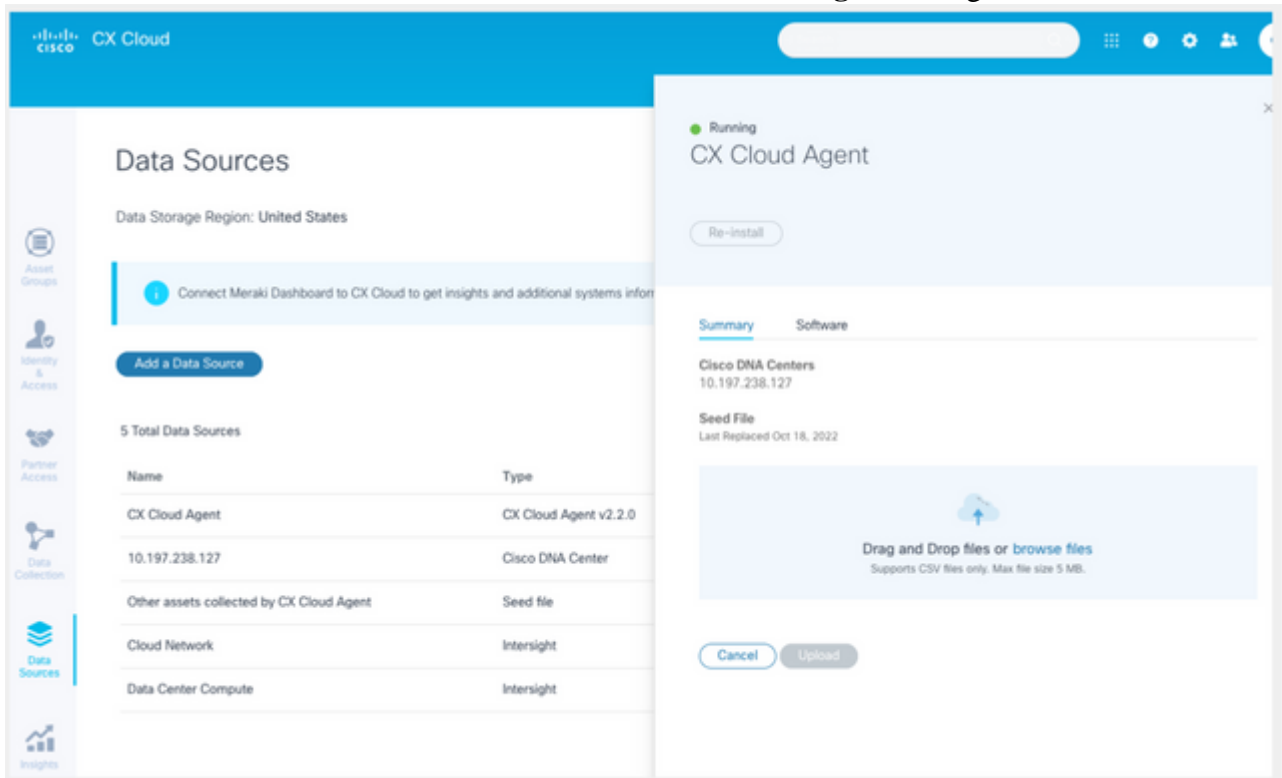 cisco
CX Cloud
Data Sources
Data Storage Region: United States
Connect Meraki Dashboard to CX Cloud to get insights and additional systems infor
Add a Data Source
5 Total Data Sources
Name Type
CX Cloud Agent CX Cloud Agent v2.2.0
10.197.238.127 Cisco DNA Center
Other assets collected by CX Cloud Agent Seed file
Cloud Network Intersight
Data Center Compute Intersight
Asset
Groups
Identity
&
Access
Partner
Access
Data
Collection
Data
Sources
Insights
Running
CX Cloud Agent
Re-install
Summary Software
Cisco DNA Centers
10.197.238.127
Seed File
Last Replaced Oct 18, 2022
Drag and Drop files or browse files
Supports CSV files only. Max file size 5 MB.
Cancel Upload